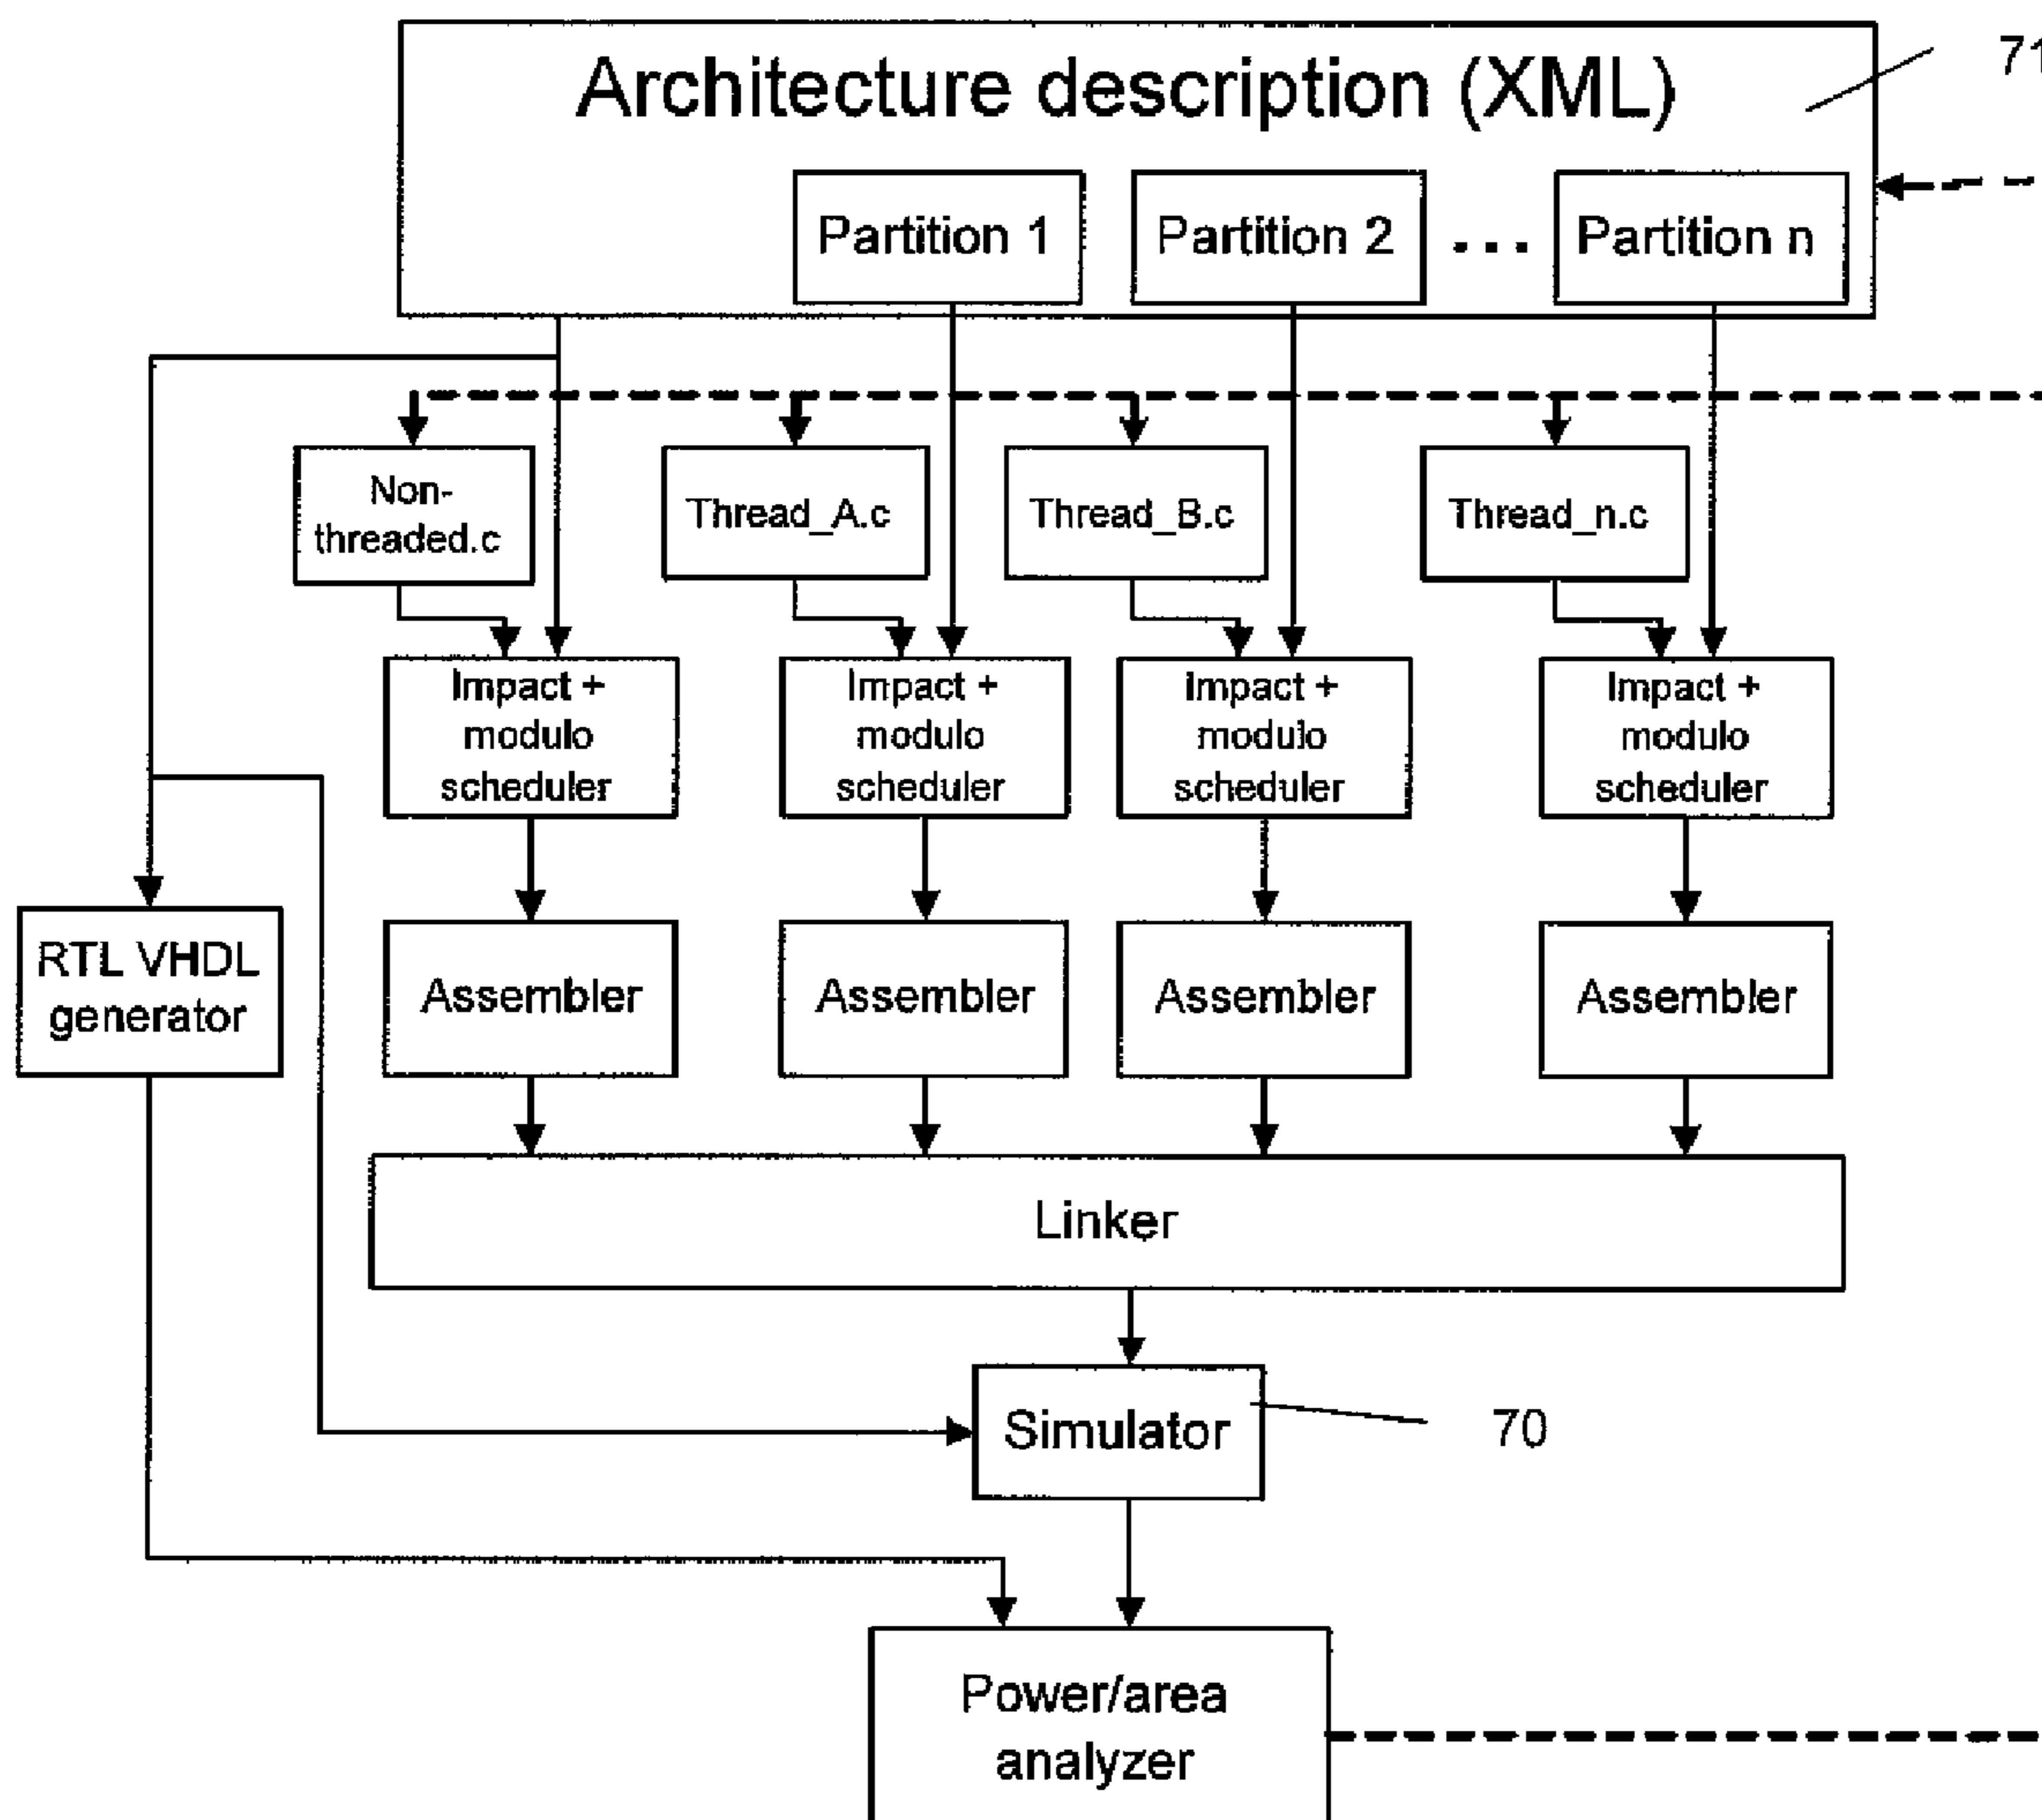 Architecture description (XML)
71
Partition 1
Partition 2
...
Partition n
Non-
threaded.c
Thread_A.c
Thread_B.c
Thread_n.c
Impact +
modulo
scheduler
Impact +
modulo
scheduler
Impact +
modulo
scheduler
Impact +
modulo
scheduler
RTL VHDL
generator
Assembler
Assembler
Assembler
Assembler
Linker
Simulator
70
Power/area
analyzer